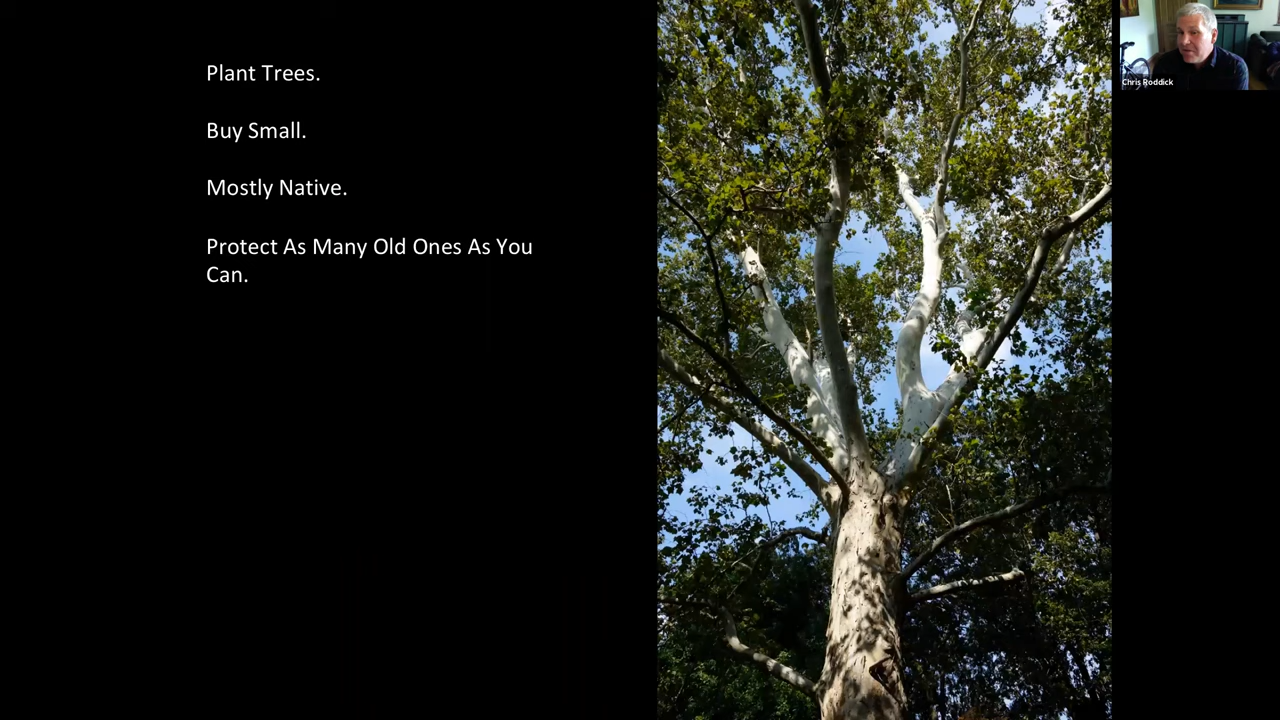 Plant Trees.
Buy Small.
Mostly Native.
Protect As Many Old Ones As You
Can.
Chris Roddick